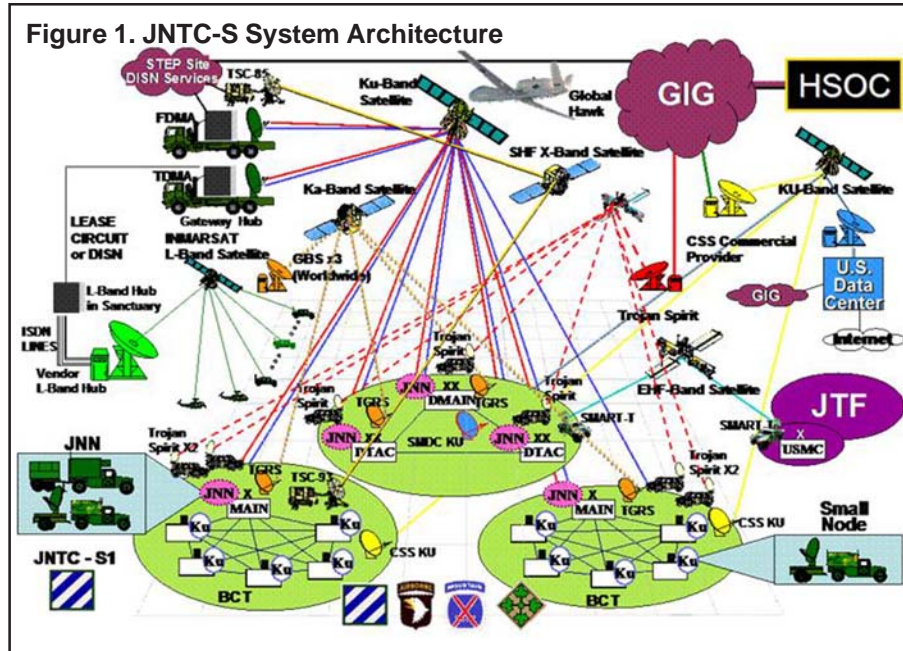 Figure 1. JNTC-S System Architecture
STEP Site
DISN Services
TSC-85
Ku-Band
Satellite
Global
Hawk
GIG
HSOC
FDMA
SHF X-Band Satellite
TDMA
Gateway Hub
Ka-Band Satellite
KU-Band Satellite
LEASE
CIRCUIT
or DISN
INMARSAT
L-Band Satellite
GBS x3
(Worldwide)
CSS Commercial
Provider
U.S.
Data
Center
GIG
L-Band Hub
in Sanctuary
ISDN
LINES
Vendor
L-Band Hub
Internet
Trojan Spirit
EHF-Band Satellite
JTF
SMART-T
X
USMC
Trojan
Spirit
JNN
XX
DMAIN
TGRS
Trojan
Spirit
TGRS
JNN
XX
DTAC
SMDC KU
Trojan
Spirit
JNN
XX
DTAC
SMART-T
JNN
Trojan
Spirit X2
TGRS
TSC-93
JNN
X
MAIN
Ku
Ku
Ku
Ku
Ku
Ku
CSS KU
BCT
Trojan
Spirit X2
TGRS
JNN
X
MAIN
Ku
Ku
Ku
Ku
Ku
Ku
CSS KU
BCT
Small
Node
JNTC - S1
AIRBORNE
MOUNTAIN